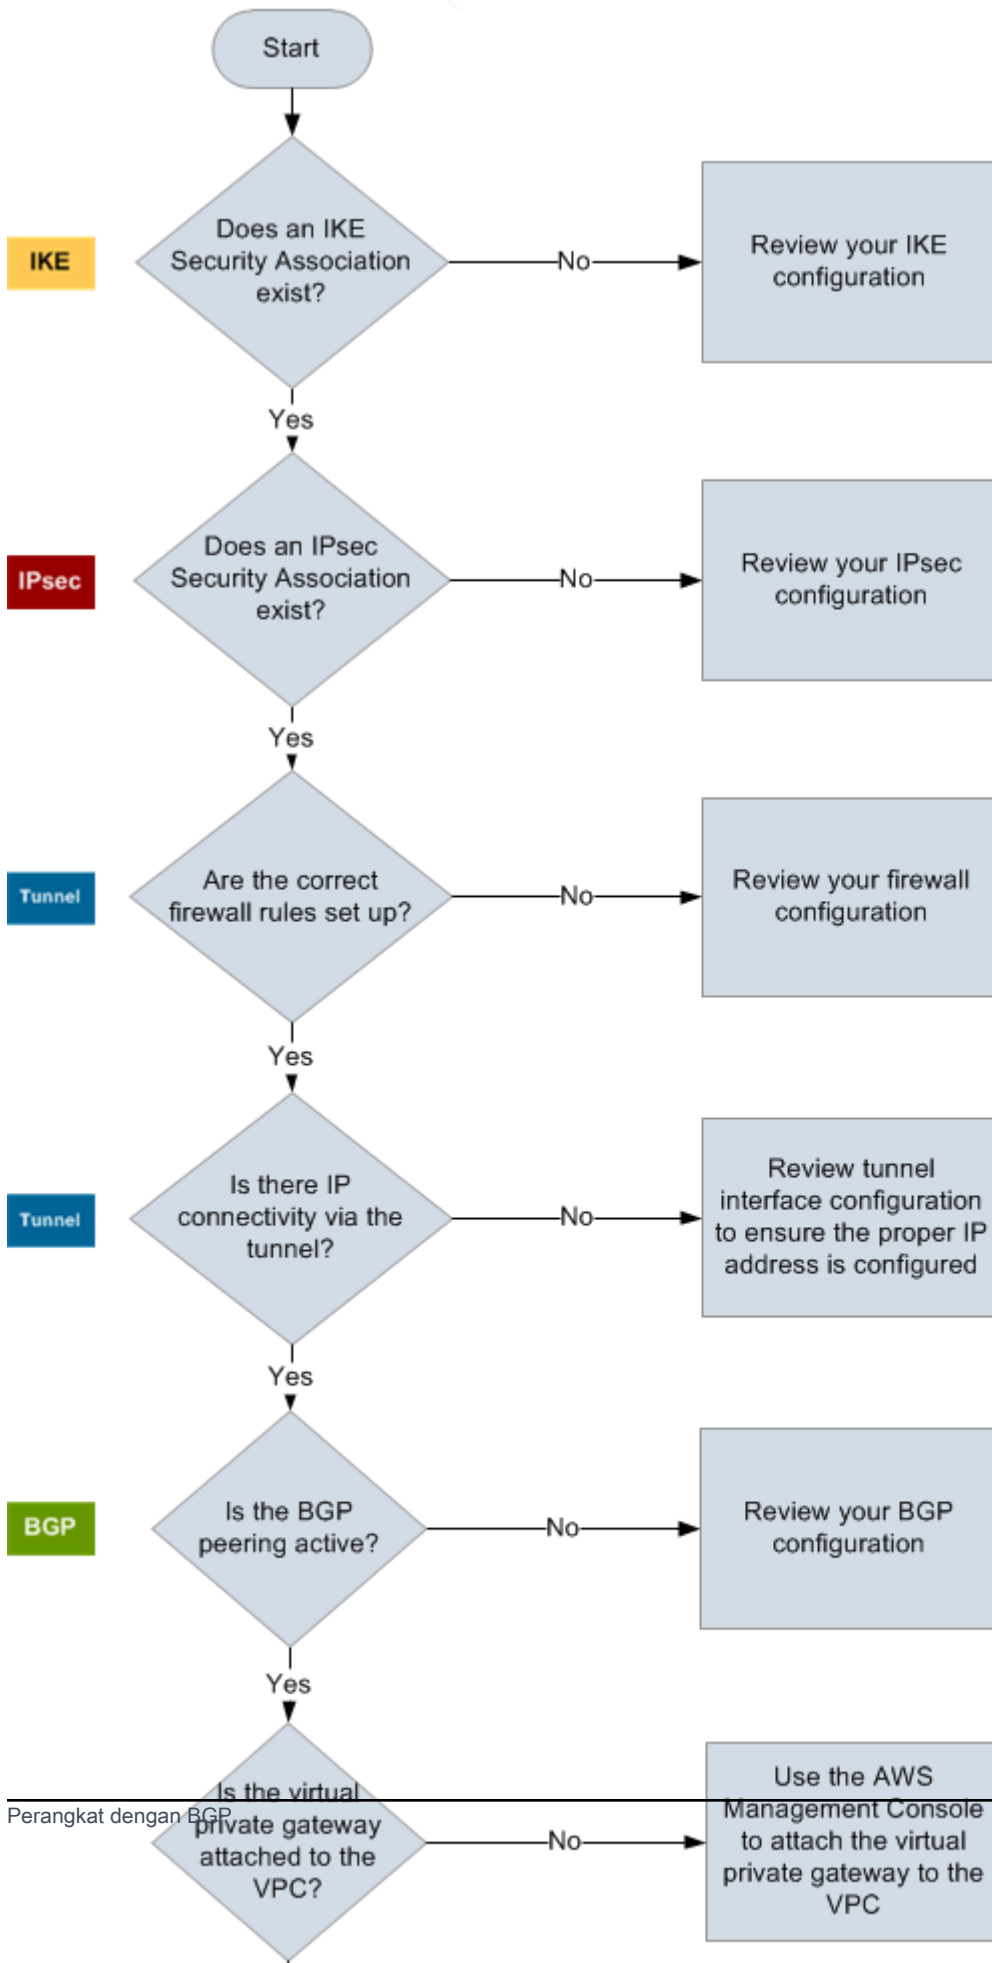 Start
IKE
Does an IKE
Security Association
exist?
No
Review your IKE
configuration
Yes
IPsec
Does an IPsec
Security Association
exist?
No
Review your IPsec
configuration
Yes
Tunnel
Are the correct
firewall rules set up?
No
Review your firewall
configuration
Yes
Tunnel
Is there IP
connectivity via the
tunnel?
No
Review tunnel
interface configuration
to ensure the proper IP
address is configured
Yes
BGP
Is the BGP
peering active?
No
Review your BGP
configuration
Yes
Is the virtual
private gateway
attached to the
VPC?
No
Use the AWS
Management Console
to attach the virtual
private gateway to the
VPC
Perangkat dengan BGP